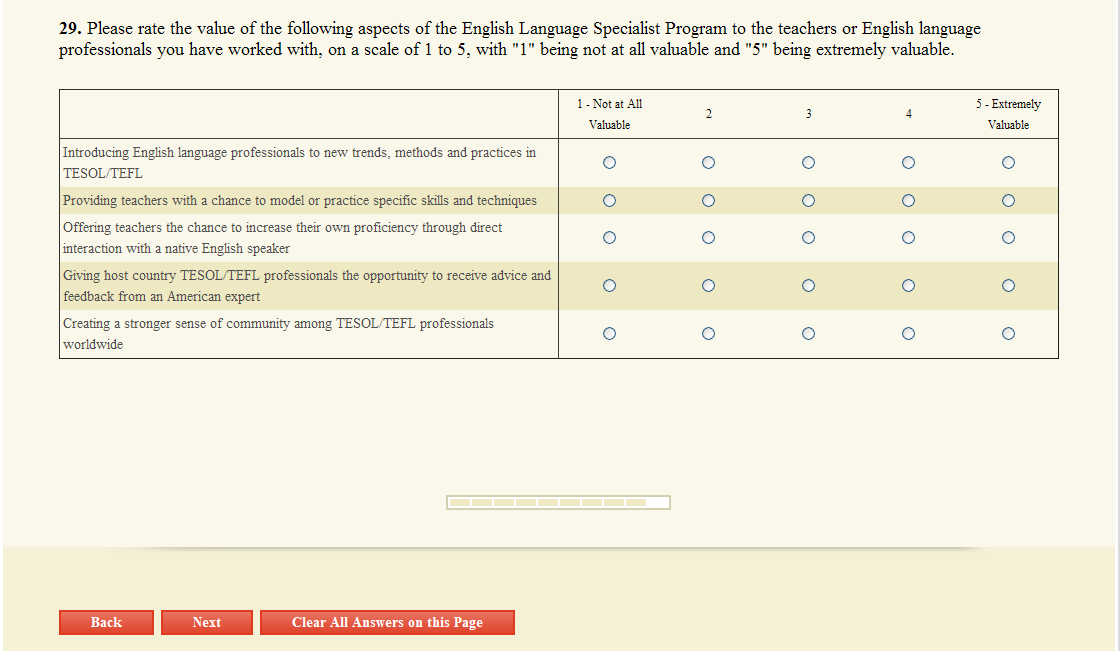 29. Please rate the value of the following aspects of the English Language Specialist Program to the teachers or English language
professionals you have worked with, on a scale of 1 to 5, with "1" being not at all valuable and "5" being extremely valuable.
1 - Not at All
Valuable
2
3
4
5 - Extremely
Valuable
Introducing English language professionals to new trends, methods and practices in
TESOL/TEFL
Providing teachers with a chance to model or practice specific skills and techniques
Offering teachers the chance to increase their own proficiency through direct
interaction with a native English speaker
Giving host country TESOL/TEFL professionals the opportunity to receive advice and
feedback from an American expert
Creating a stronger sense of community among TESOL/TEFL professionals
worldwide
Back
Next
Clear All Answers on this Page